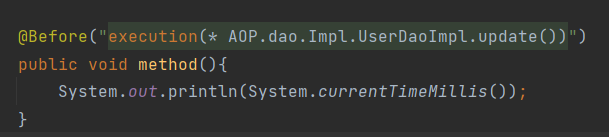 @Before("execution(* AOP.dao.Impl.UserDaoImpl.update())")
public void method(){
    System.out.println(System.currentTimeMillis());
}